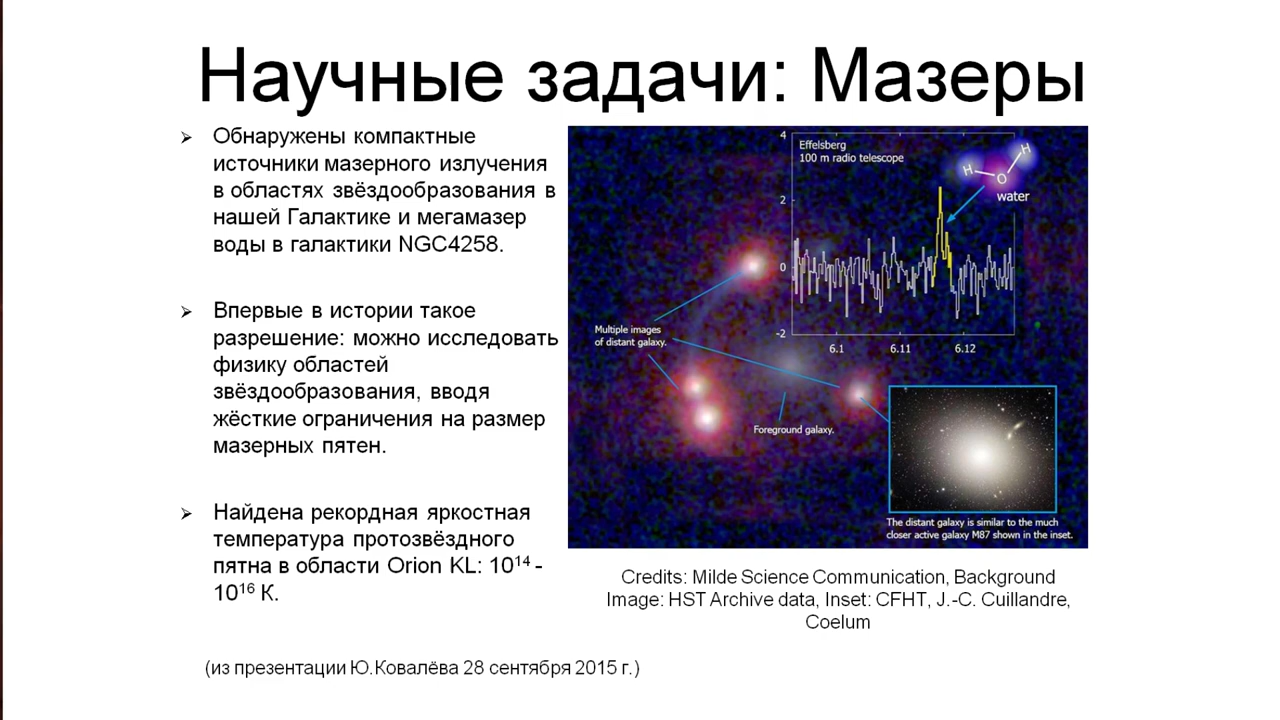 Научные задачи: Мазеры
Обнаружены компактные
источники мазерного излучения
в областях звёздообразования в
нашей Галактике и мегамазер
воды в галактики NGC4258.
Впервые в истории такое
разрешение: можно исследовать
физику областей
звёздообразования, вводя
жёсткие ограничения на размер
мазерных пятен.
Найдена рекордная яркостная
температура протозвёздного
пятна в области Orion KL: 10¹⁴ -
10¹⁶ К.
4
Effelsberg
100 m radio telescope
H
O
H
water
2
0
-2
6.1
6.11
6.12
Multiple images
of distant galaxy.
Foreground galaxy.
The distant galaxy is similar to the much
closer active galaxy M87 shown in the inset.
Credits: Milde Science Communication, Background
Image: HST Archive data, Inset: CFHT, J.-C. Cuillandre,
Coelum
(из презентации Ю.Ковалёва 28 сентября 2015 г.)